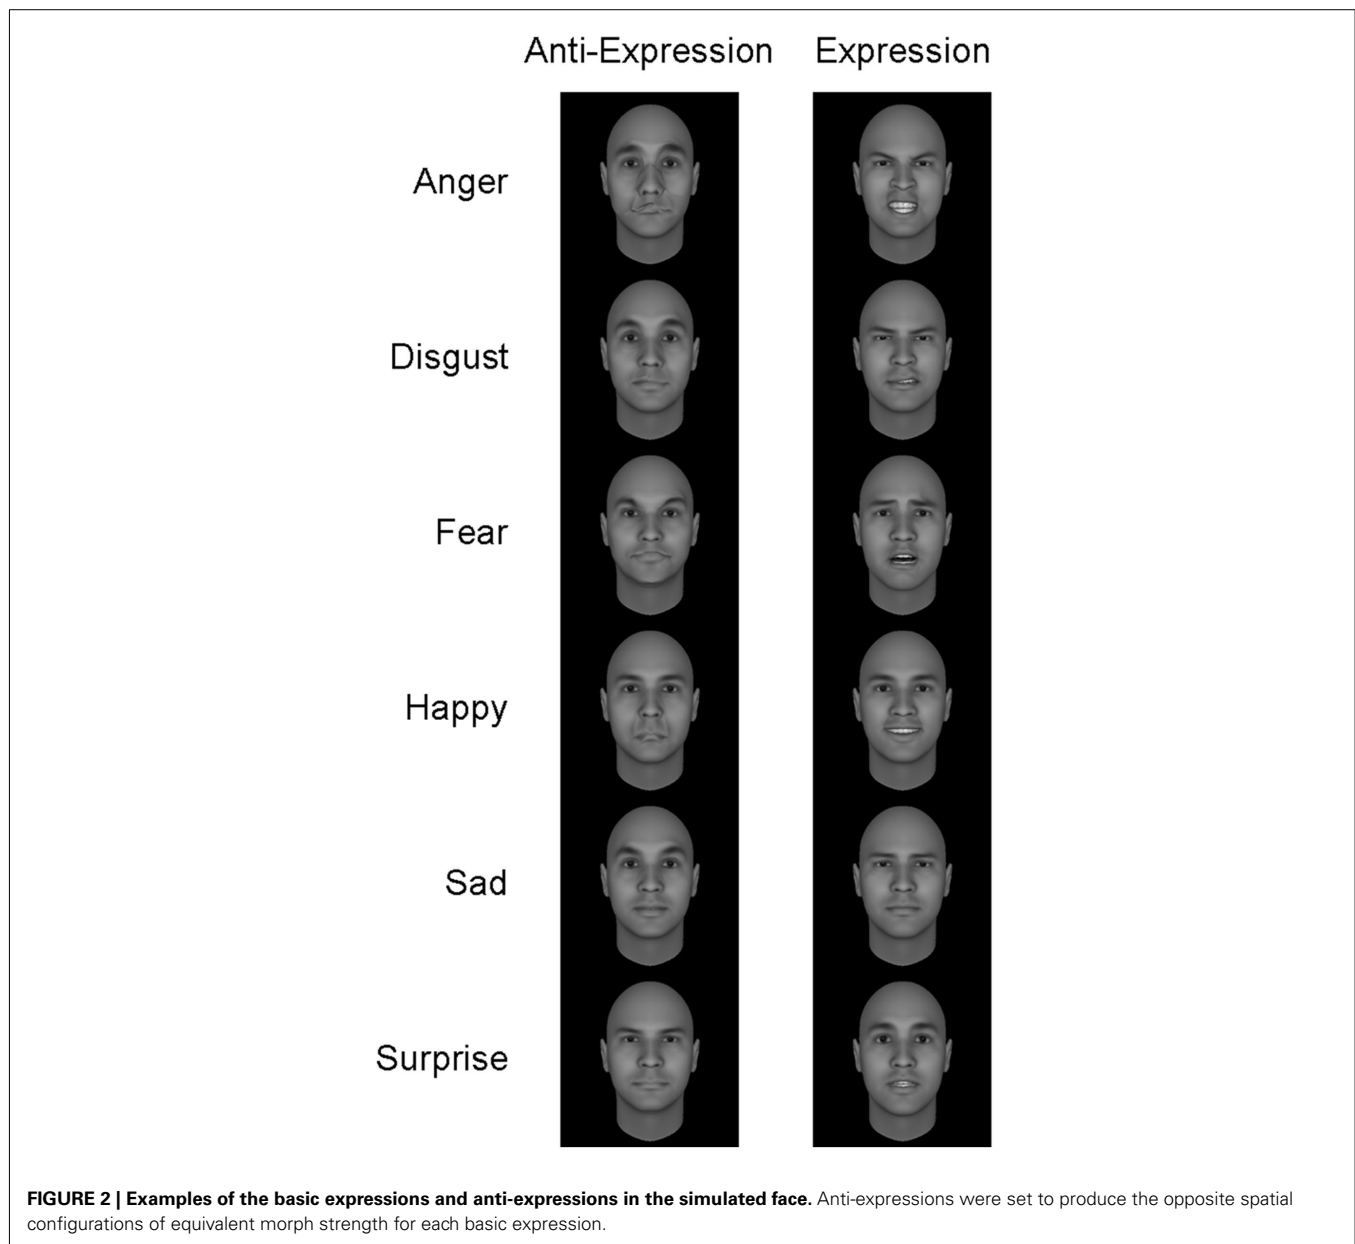 Anti-Expression Expression
Anger
Disgust
Fear
Happy
Sad
Surprise
FIGURE 2 | Examples of the basic expressions and anti-expressions in the simulated face. Anti-expressions were set to produce the opposite spatial
configurations of equivalent morph strength for each basic expression.